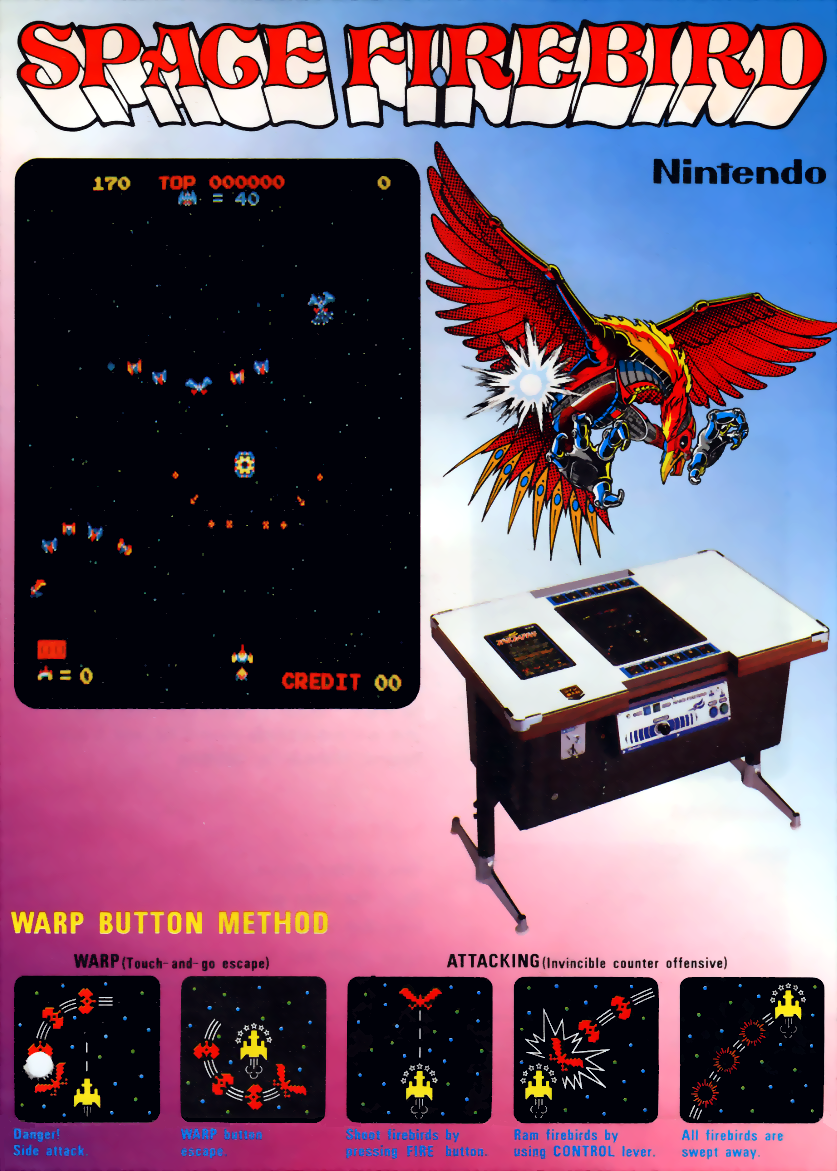 SPACE FIREBIRD
Nintendo
170 TOP 000000 0
= 40
= 0
CREDIT 00
WARP BUTTON METHOD
WARP (Touch-and-go escape)
ATTACKING (Invincible counter offensive)
Danger!
Side attack.
WARP button
escape.
Shoot firebirds by
pressing FIRE button.
Ram firebirds by
using CONTROL lever.
All firebirds are
swept away.